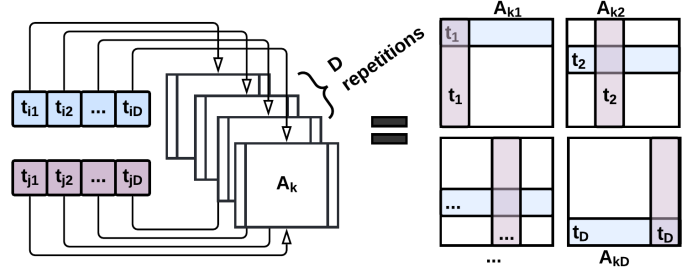 A_k1
A_k2
D
repetitions
t_1
t_2
t_i1 t_i2 ... t_iD
t_1
t_2
t_j1 t_j2 ... t_jD
A_k
...
...
t_D
t_D
...
A_kD